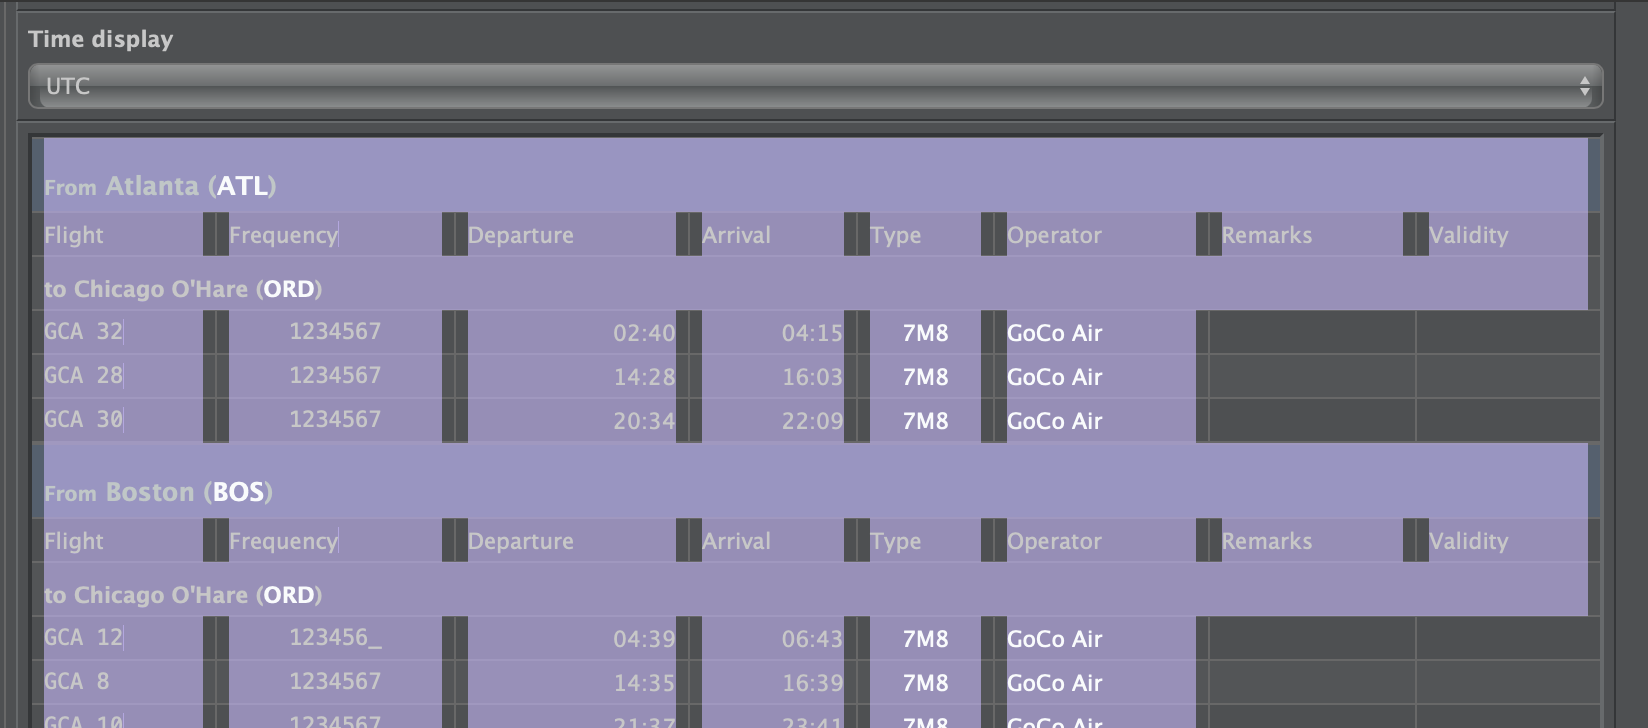 Time display
UTC
From Atlanta (ATL)
Flight Frequency Departure Arrival Type Operator Remarks Validity
to Chicago O'Hare (ORD)
GCA 32 1234567 02:40 04:15 7M8 GoCo Air
GCA 28 1234567 14:28 16:03 7M8 GoCo Air
GCA 30 1234567 20:34 22:09 7M8 GoCo Air
From Boston (BOS)
Flight Frequency Departure Arrival Type Operator Remarks Validity
to Chicago O'Hare (ORD)
GCA 12 123456_ 04:39 06:43 7M8 GoCo Air
GCA 8 1234567 14:35 16:39 7M8 GoCo Air
GCA 10 1234567 21:37 23:41 7M8 GoCo Air